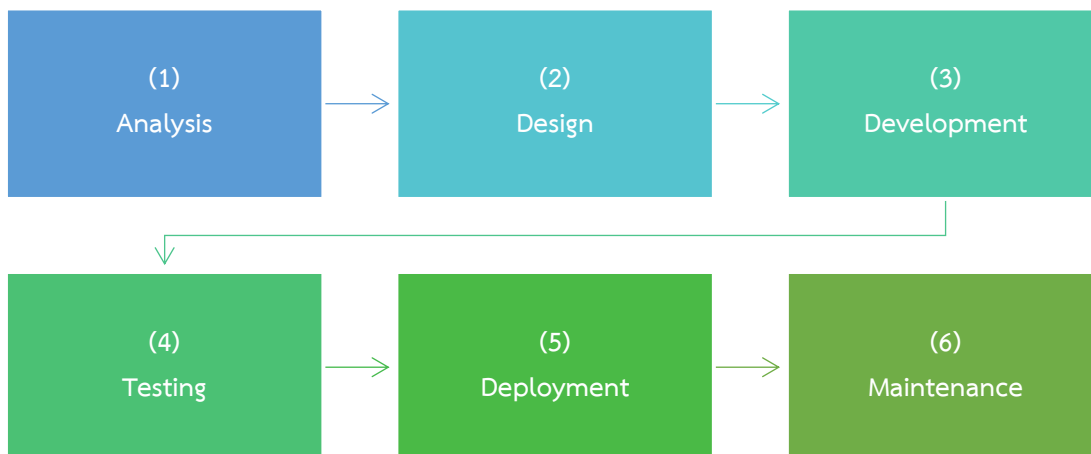 (1)
Analysis
(2)
Design
(3)
Development
(4)
Testing
(5)
Deployment
(6)
Maintenance